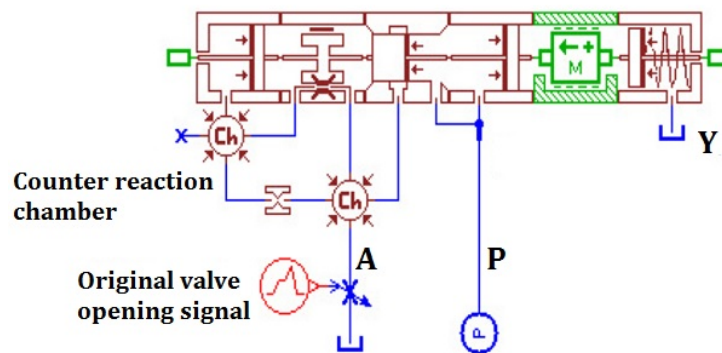 M
Ch
Y
Counter reaction
chamber
Ch
A
P
Original valve
opening signal
P